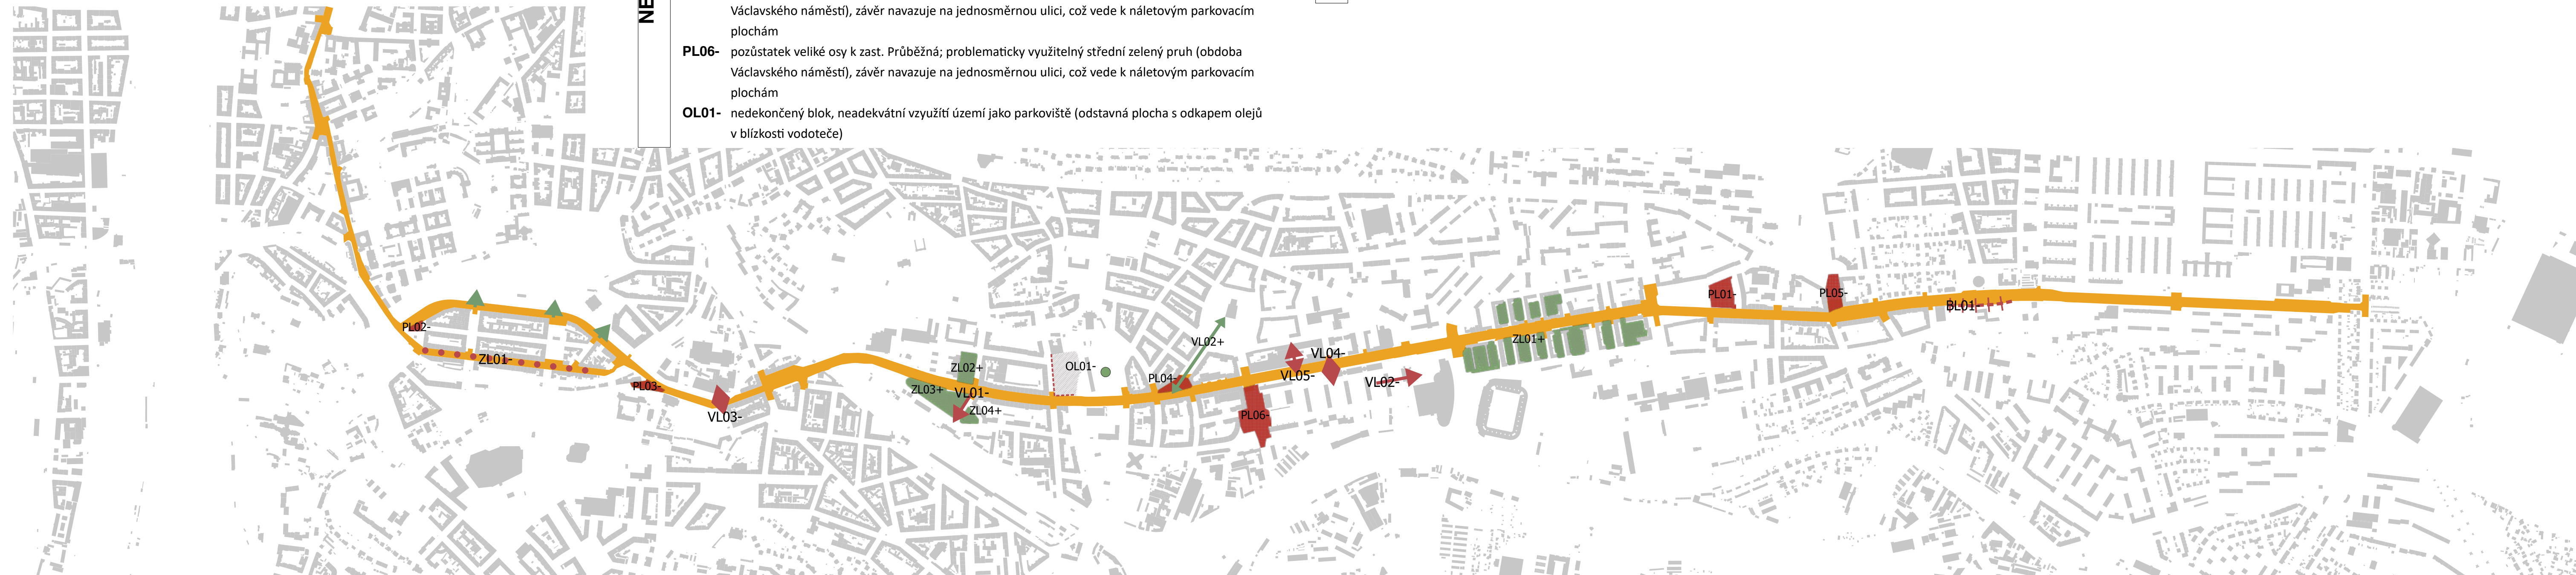 NE
Václavského náměstí), závěr navazuje na jednosměrnou ulici, což vede k náletovým parkovacím
plochám
PL06- pozůstatek veliké osy k zast. Průběžná; problematicky využitelný střední zelený pruh (obdoba
Václavského náměstí), závěr navazuje na jednosměrnou ulici, což vede k náletovým parkovacím
plochám
OL01- nedekončený blok, neadekvátní vzyužítí území jako parkoviště (odstavná plocha s odkapem olejů
v blízkosti vodoteče)
PL01-
PL05-
BL01-
PL02-
ZL01-
VL02+
ZL01+
VL04-
ZL02+
OL01-
VL05-
PL04-
VL02-
PL03-
ZL03+
VL01-
ZL04+
VL03-
PL06-